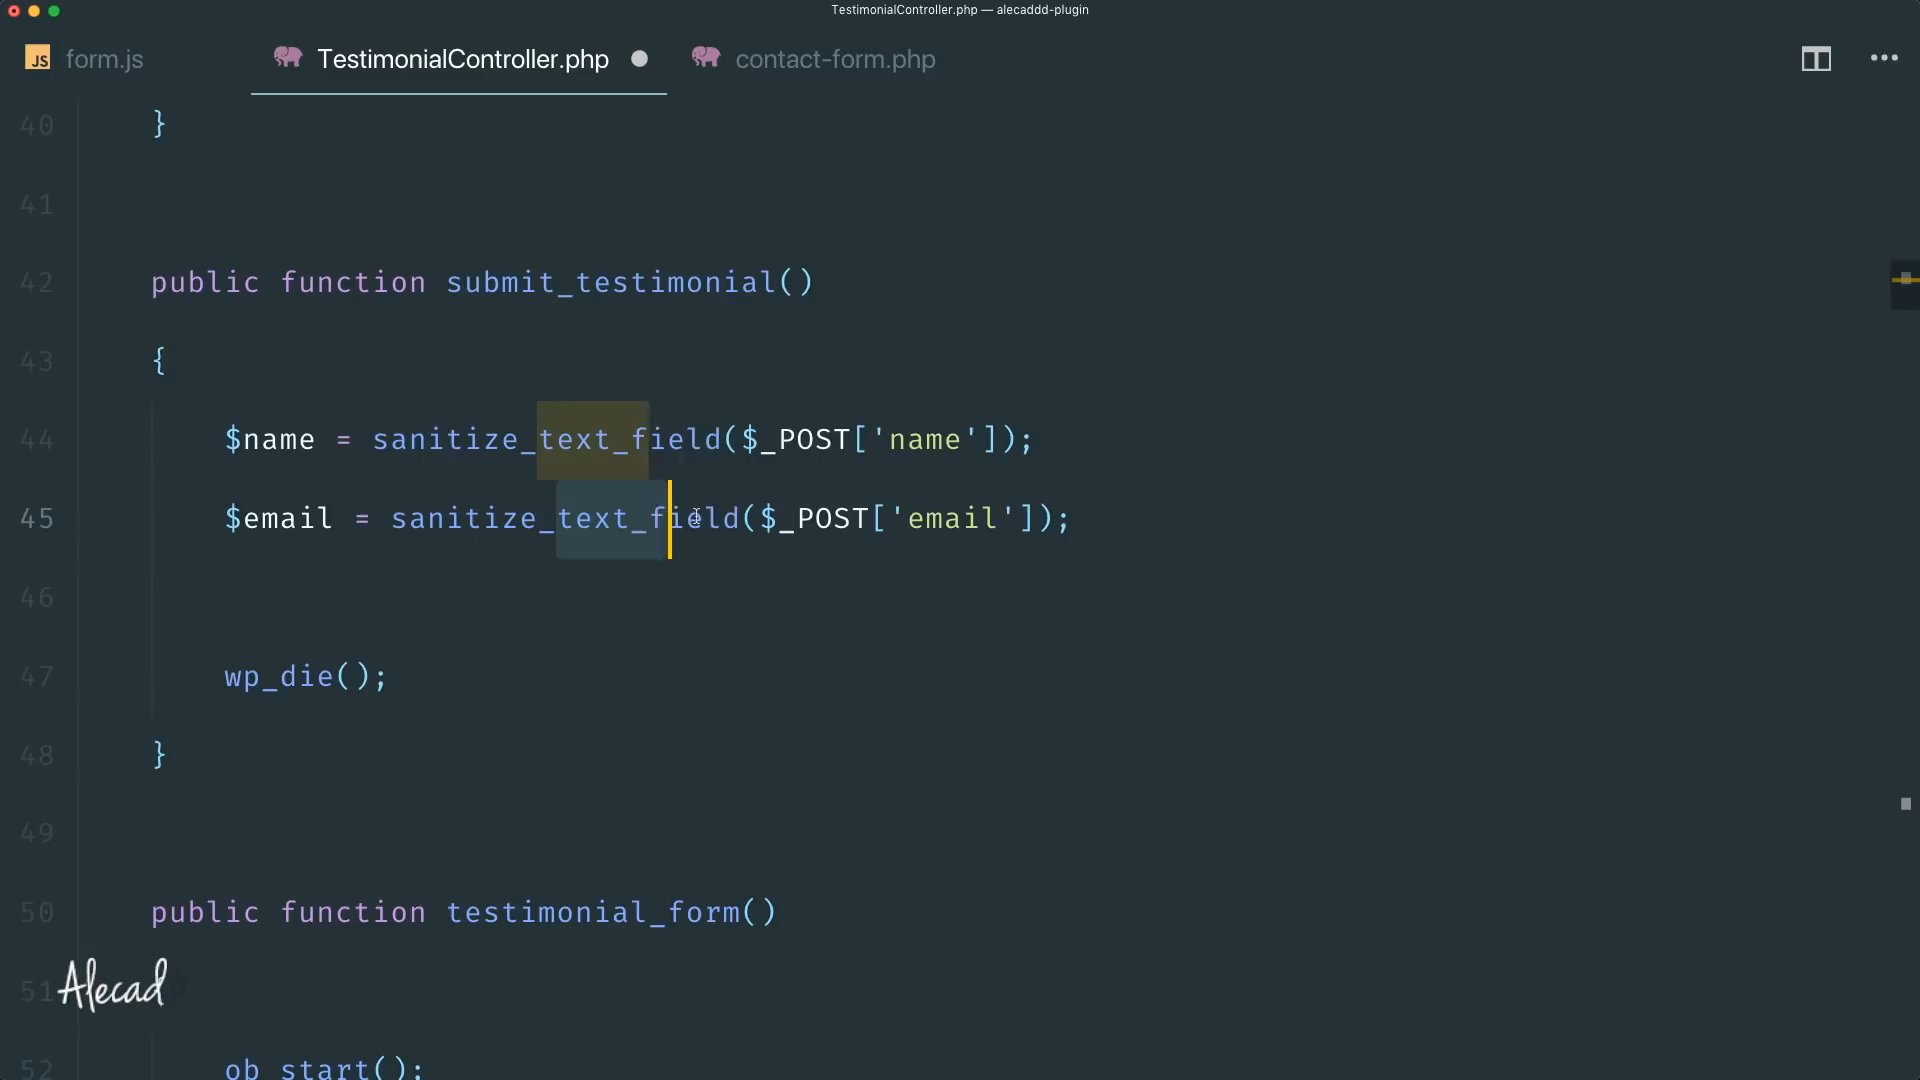 TestimonialController.php — alecaddd-plugin
JS form.js TestimonialController.php contact-form.php
40 }
41
42 public function submit_testimonial()
43 {
44 $name = sanitize_text_field($_POST['name']);
45 $email = sanitize_text_field($_POST['email']);
46
47 wp_die();
48 }
49
50 public function testimonial_form()
51
Alecad
52 ob_start();